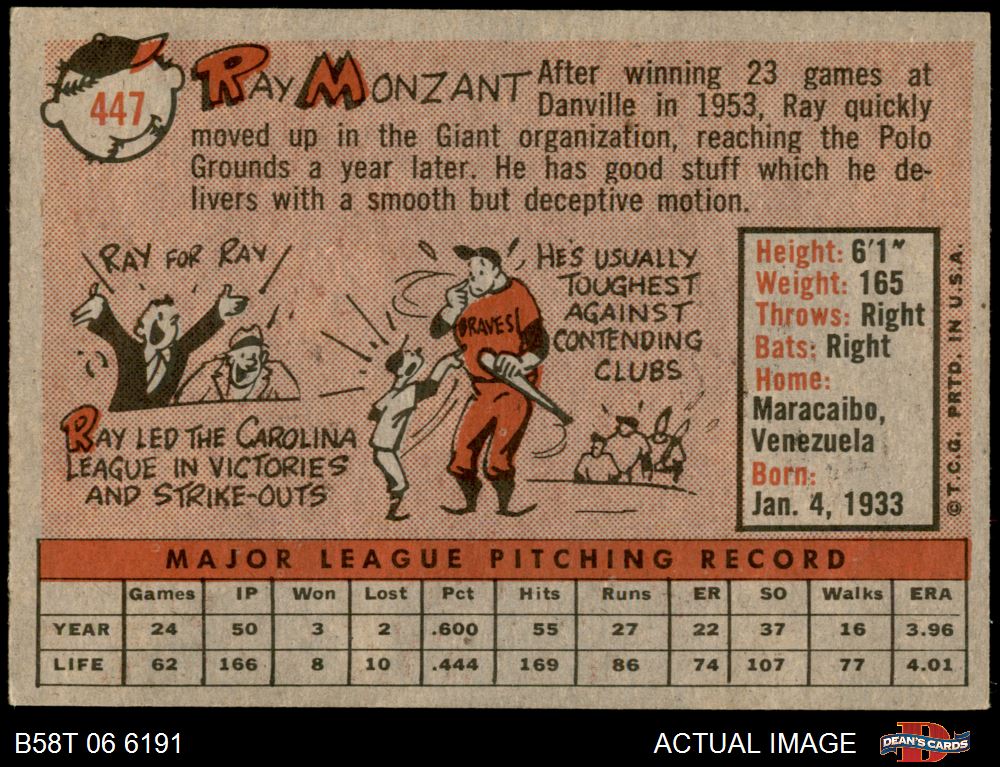 447
RAY MONZANT
After winning 23 games at
Danville in 1953, Ray quickly
moved up in the Giant organization, reaching the Polo
Grounds a year later. He has good stuff which he de-
livers with a smooth but deceptive motion.
RAY FOR RAY
RAY LED THE CAROLINA
LEAGUE IN VICTORIES
AND STRIKE-OUTS
BRAVES
HE'S USUALLY
TOUGHEST
AGAINST
CONTENDING
CLUBS
Height: 6'1"
Weight: 165
Throws: Right
Bats: Right
Home:
Maracaibo,
Venezuela
Born:
Jan. 4, 1933
© T.C.G. PRTD. IN U.S.A.
MAJOR LEAGUE PITCHING RECORD
Games IP Won Lost Pct Hits Runs ER SO Walks ERA
YEAR 24 50 3 2 .600 55 27 22 37 16 3.96
LIFE 62 166 8 10 .444 169 86 74 107 77 4.01
B58T 06 6191
ACTUAL IMAGE
DEAN'S CARDS